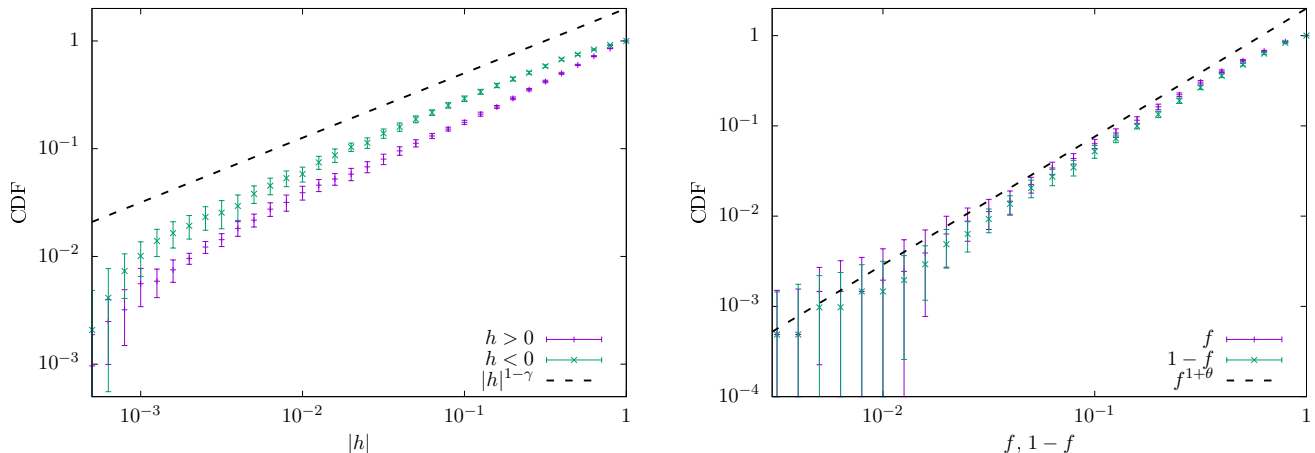 CDF
1
10⁻¹
10⁻²
10⁻³
h > 0
h < 0
|h|¹⁻ᵞ
10⁻³ 10⁻² 10⁻¹ 1
|h|
CDF
1
10⁻¹
10⁻²
10⁻³
10⁻⁴
f
1 − f
f¹⁺ᶿ
10⁻² 10⁻¹ 1
f, 1 − f